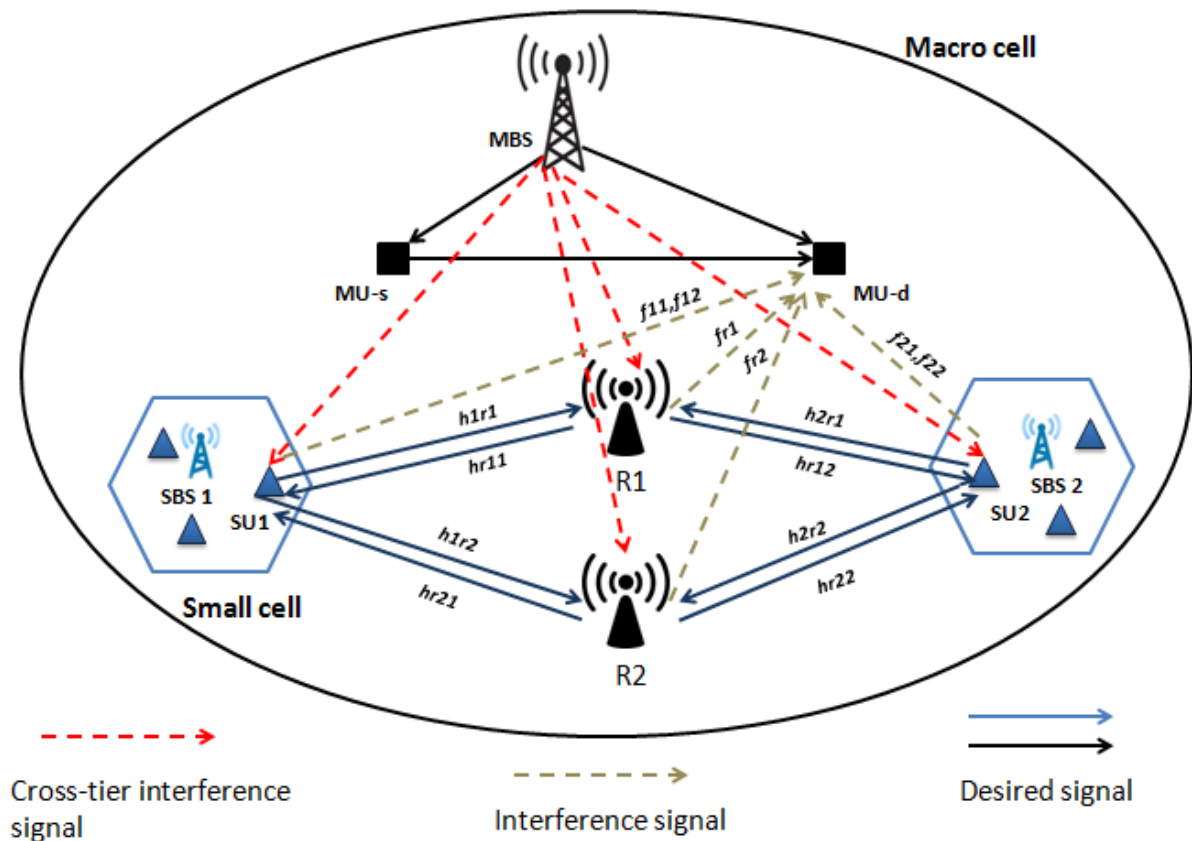 Macro cell
MBS
MU-s
MU-d
f11,f12
fr1
fr2
f21,f22
h1r1
hr11
h2r1
hr12
R1
SBS 1
SU1
SBS 2
SU2
h1r2
hr21
h2r2
hr22
Small cell
R2
Cross-tier interference
signal
Interference signal
Desired signal